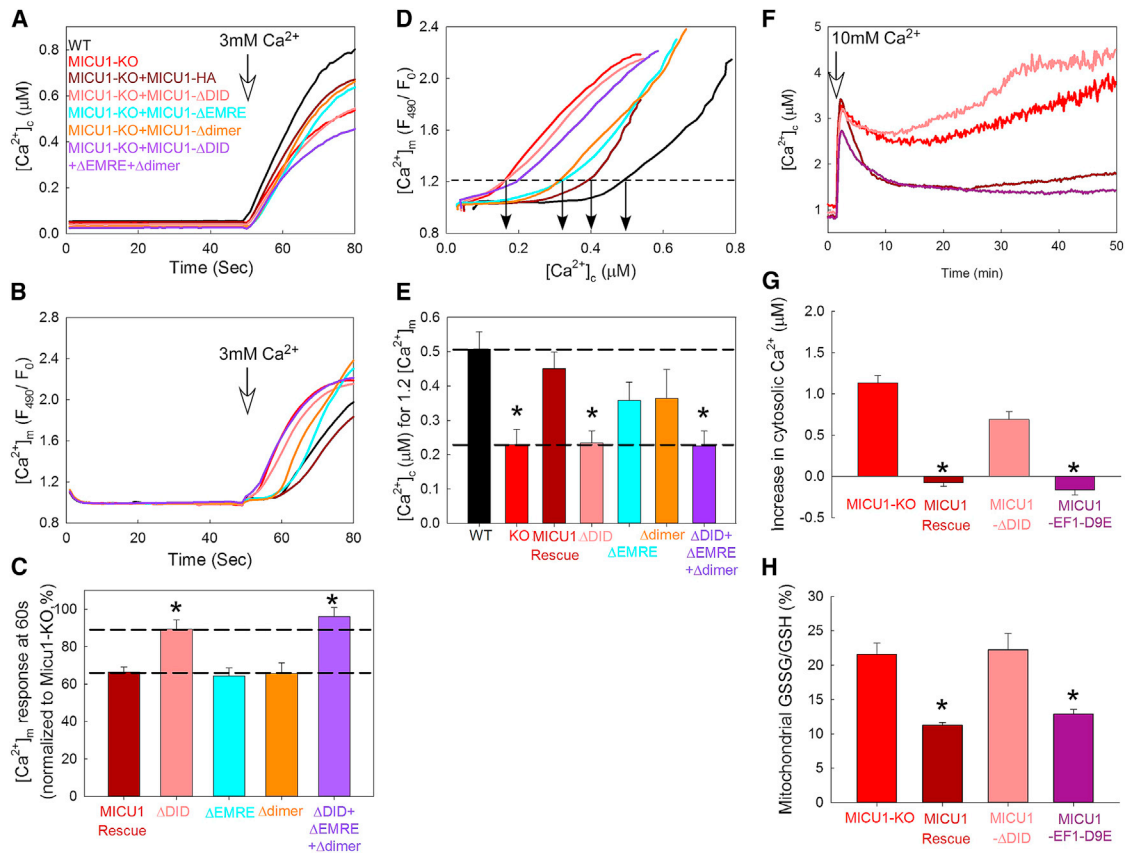 A
3mM Ca2+
WT
MICU1-KO
MICU1-KO+MICU1-HA
MICU1-KO+MICU1-ΔDID
MICU1-KO+MICU1-ΔEMRE
MICU1-KO+MICU1-Δdimer
MICU1-KO+MICU1-ΔDID
+ΔEMRE+Δdimer
[Ca2+]c (μM)
0.8
0.6
0.4
0.2
0.0
0 20 40 60 80
Time (Sec)
B
3mM Ca2+
[Ca2+]m (F490/ F0)
2.8
2.4
1.8
1.4
0.9
0 20 40 60 80
Time (Sec)
C
[Ca2+]m response at 60s
(normalized to Micu1-KO, %)
100
80
60
40
20
0
*
*
MICU1
Rescue
ΔDID
ΔEMRE
Δdimer
ΔDID+
ΔEMRE
+Δdimer
D
[Ca2+]m (F490/ F0)
2.4
2.0
1.6
1.2
0.8
0.0 0.2 0.4 0.6 0.8
[Ca2+]c (μM)
E
[Ca2+]c (μM) for 1.2 [Ca2+]m
0.6
0.5
0.4
0.3
0.2
0.1
0.0
*
*
*
WT
KO
MICU1
Rescue
ΔDID
ΔEMRE
Δdimer
ΔDID+
ΔEMRE
+Δdimer
F
10mM Ca2+
[Ca2+]c (μM)
5
4
3
2
1
0 10 20 30 40 50
Time (min)
G
Increase in cytosolic Ca2+ (μM)
1.5
1.0
0.5
0.0
-0.5
MICU1-KO
*
MICU1
Rescue
MICU1
-ΔDID
*
MICU1
-EF1-D9E
H
Mitochondrial GSSG/GSH (%)
30
25
20
15
10
5
0
*
*
MICU1-KO
MICU1
Rescue
MICU1
-ΔDID
MICU1
-EF1-D9E